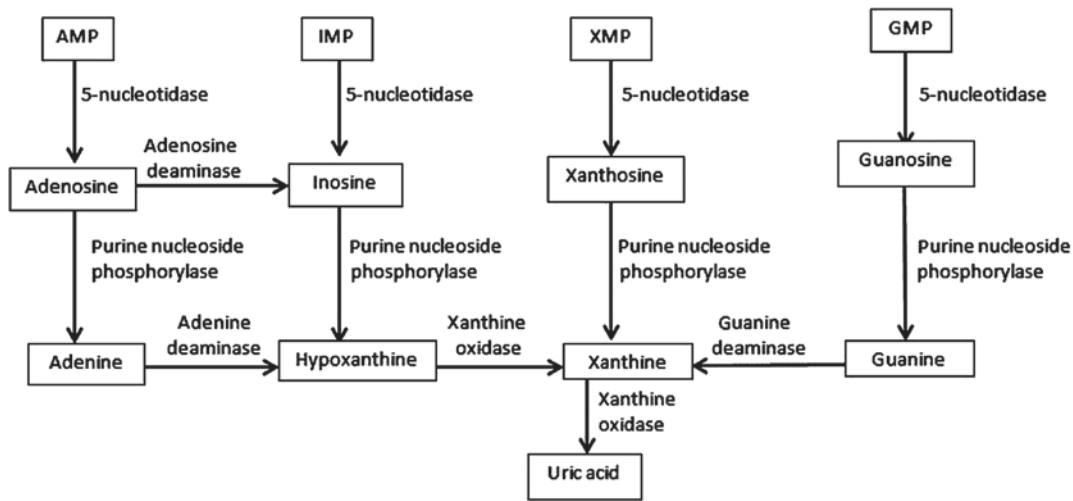 AMP
IMP
XMP
GMP
5-nucleotidase
5-nucleotidase
5-nucleotidase
5-nucleotidase
Adenosine
deaminase
Adenosine
Inosine
Xanthosine
Guanosine
Purine nucleoside
phosphorylase
Purine nucleoside
phosphorylase
Purine nucleoside
phosphorylase
Purine nucleoside
phosphorylase
Adenine
deaminase
Xanthine
oxidase
Guanine
deaminase
Adenine
Hypoxanthine
Xanthine
Guanine
Xanthine
oxidase
Uric acid